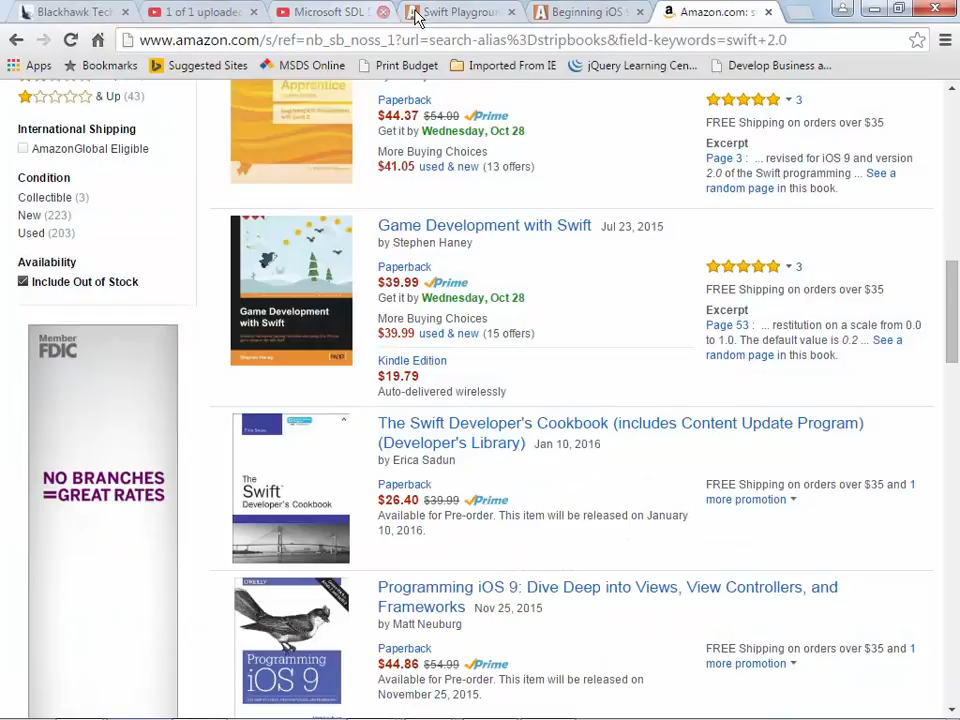 Blackhawk Tech
1 of 1 uploade
Microsoft SDL
Swift Playgroun
Beginning iOS
Amazon.com: s
www.amazon.com/s/ref=nb_sb_noss_1?url=search-alias%3Dstripbooks&field-keywords=swift+2.0
Apps
Bookmarks
Suggested Sites
MSDS Online
Print Budget
Imported From IE
jQuery Learning Cen...
Develop Business a...
& Up (43)
International Shipping
AmazonGlobal Eligible
Condition
Collectible (3)
New (223)
Used (203)
Availability
Include Out of Stock
Member
FDIC
NO BRANCHES
=GREAT RATES
Apprentice
Paperback
$44.37 $54.00 Prime
Get it by Wednesday, Oct 28
More Buying Choices
$41.05 used & new (13 offers)
3
FREE Shipping on orders over $35
Excerpt
Page 3 : ... revised for iOS 9 and version
2.0 of the Swift programming ... See a
random page in this book.
Game Development
with Swift
Stephen Haney
Game Development with Swift Jul 23, 2015
by Stephen Haney
Paperback
$39.99 Prime
Get it by Wednesday, Oct 28
More Buying Choices
$39.99 used & new (15 offers)
Kindle Edition
$19.79
Auto-delivered wirelessly
3
FREE Shipping on orders over $35
Excerpt
Page 53 : ... restitution on a scale from 0.0
to 1.0. The default value is 0.2 ... See a
random page in this book.
The
Swift
Developer's Cookbook
The Swift Developer's Cookbook (includes Content Update Program)
(Developer's Library) Jan 10, 2016
by Erica Sadun
Paperback
$26.40 $39.99 Prime
Available for Pre-order. This item will be released on January
10, 2016.
FREE Shipping on orders over $35 and 1
more promotion
O'REILLY
Programming
iOS 9
Programming iOS 9: Dive Deep into Views, View Controllers, and
Frameworks Nov 25, 2015
by Matt Neuburg
Paperback
$44.86 $54.99 Prime
Available for Pre-order. This item will be released on
November 25, 2015.
FREE Shipping on orders over $35 and 1
more promotion